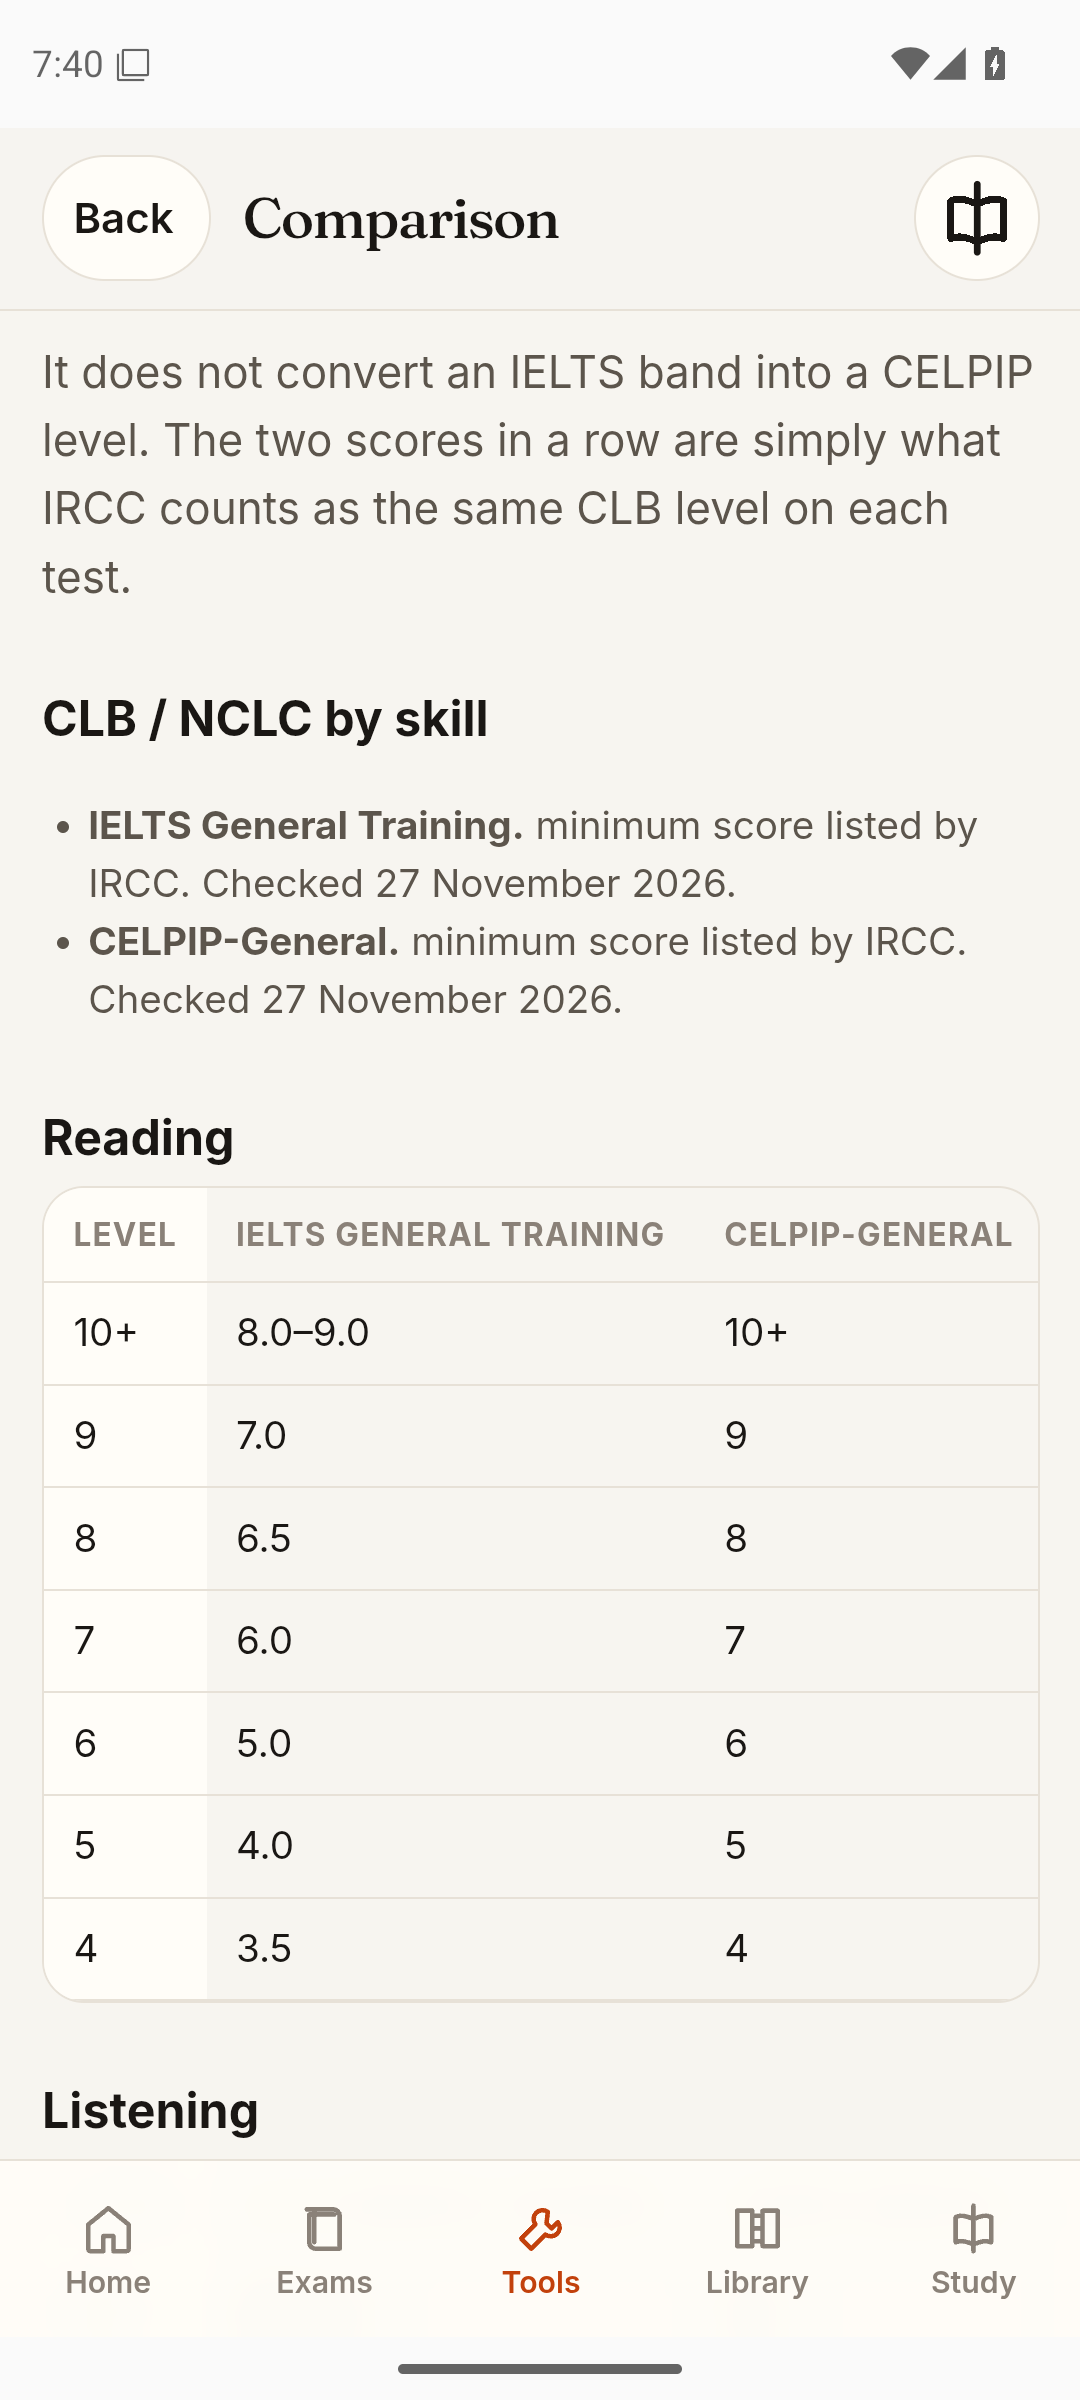 7:40
Back
Comparison
It does not convert an IELTS band into a CELPIP
level. The two scores in a row are simply what
IRCC counts as the same CLB level on each
test.
CLB / NCLC by skill
• IELTS General Training. minimum score listed by
IRCC. Checked 27 November 2026.
• CELPIP-General. minimum score listed by IRCC.
Checked 27 November 2026.
Reading
LEVEL IELTS GENERAL TRAINING CELPIP-GENERAL
10+ 8.0–9.0 10+
9 7.0 9
8 6.5 8
7 6.0 7
6 5.0 6
5 4.0 5
4 3.5 4
Listening
Home Exams Tools Library Study